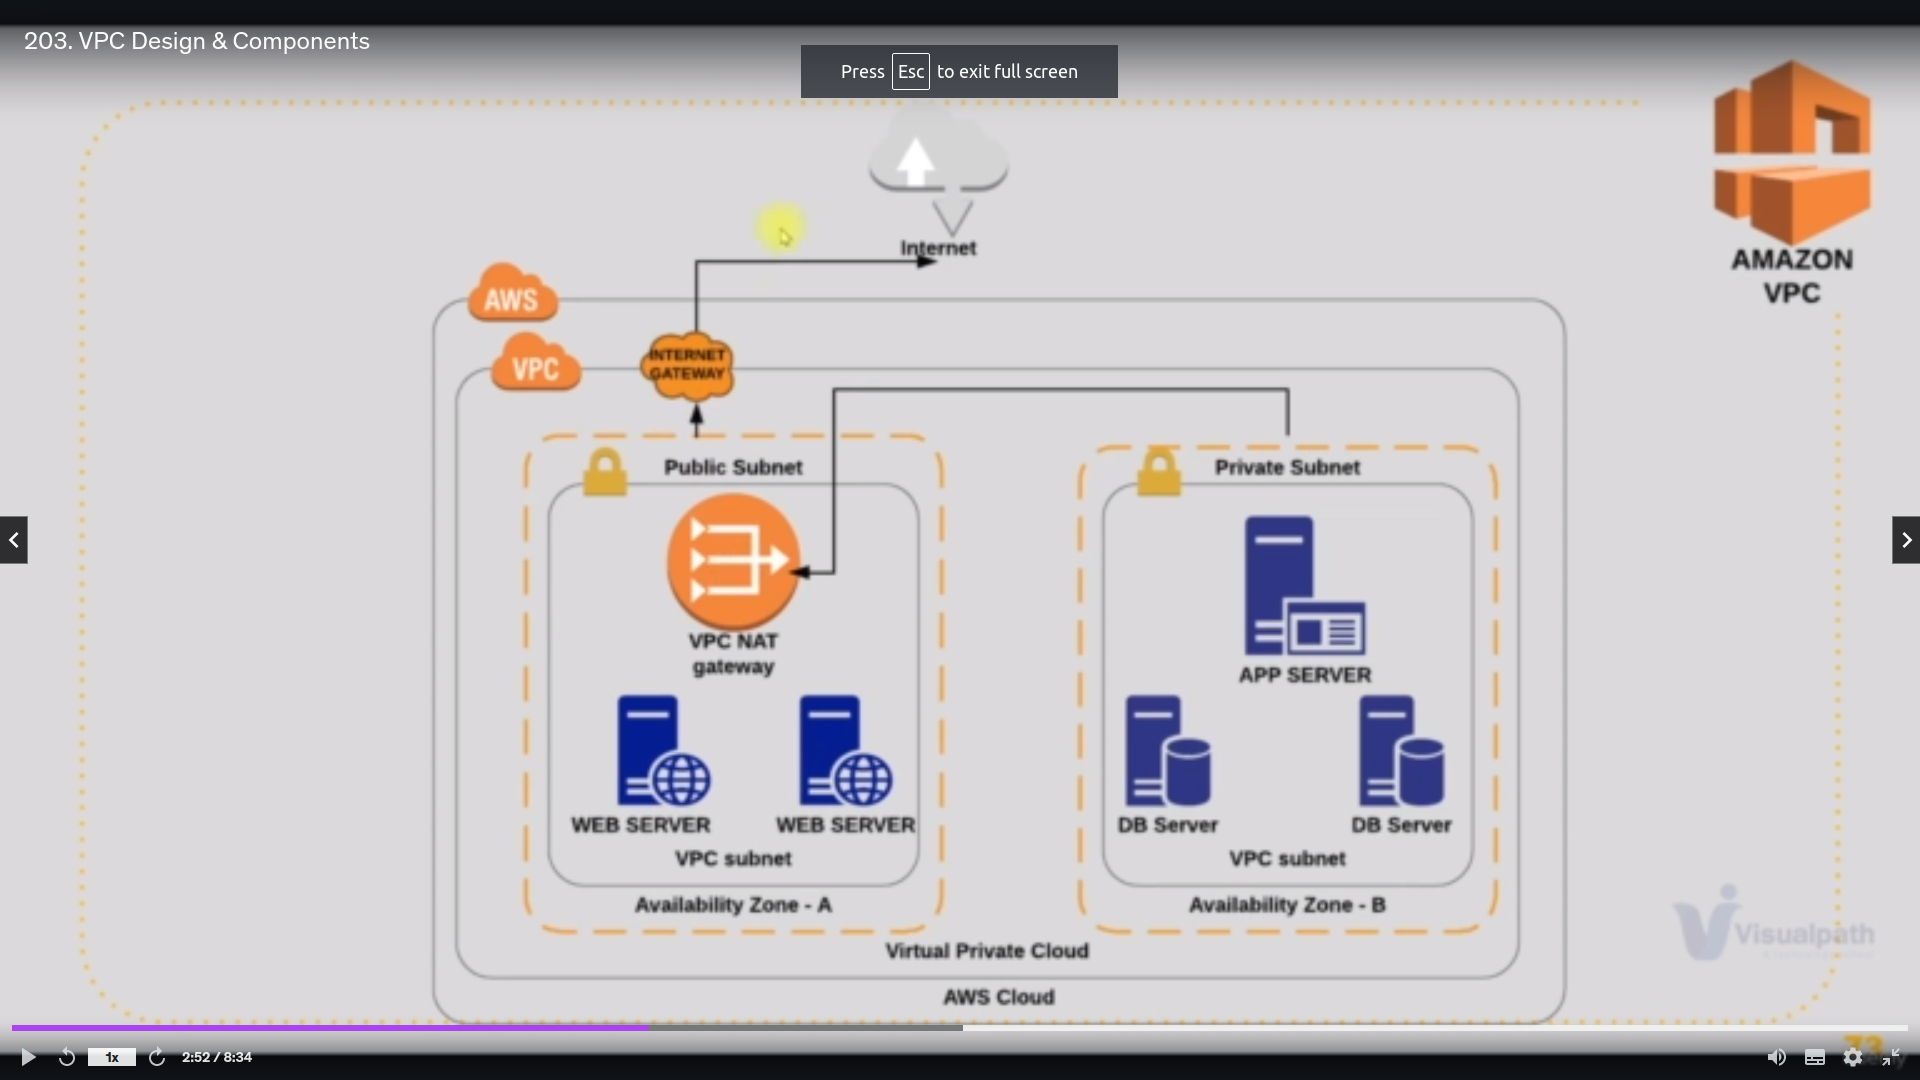 203. VPC Design & Components
Press Esc to exit full screen
Internet
AMAZON
VPC
AWS
VPC
INTERNET
GATEWAY
Public Subnet
Private Subnet
VPC NAT
gateway
APP SERVER
WEB SERVER
WEB SERVER
DB Server
DB Server
VPC subnet
VPC subnet
Availability Zone - A
Availability Zone - B
Visualpath
Virtual Private Cloud
AWS Cloud
73
1x
2:52 / 8:34